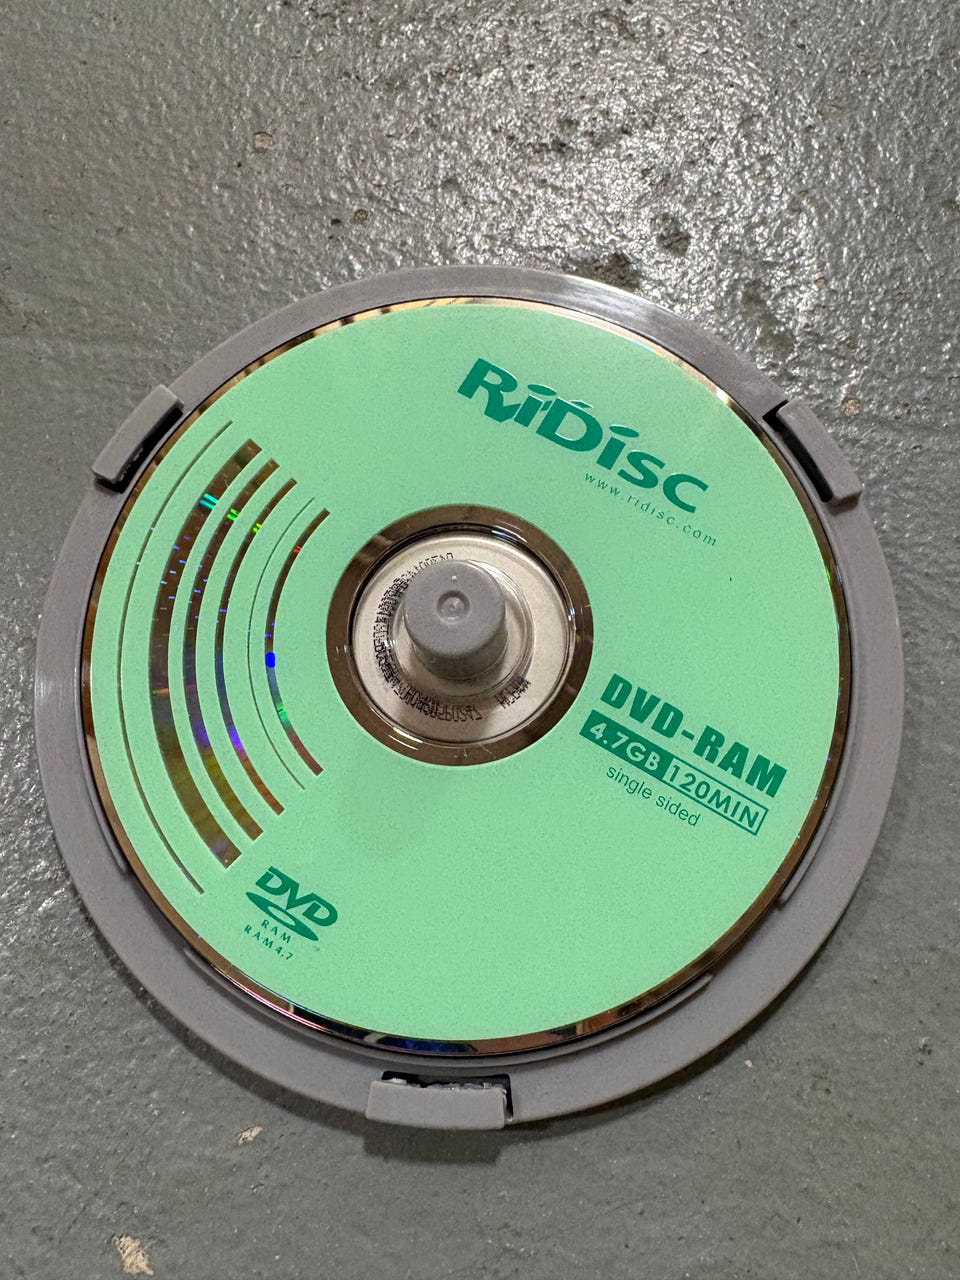 RiDisc
www.ridisc.com
DVD-RAM
4.7GB 120MIN
single sided
DVD
RAM
RAM4.7